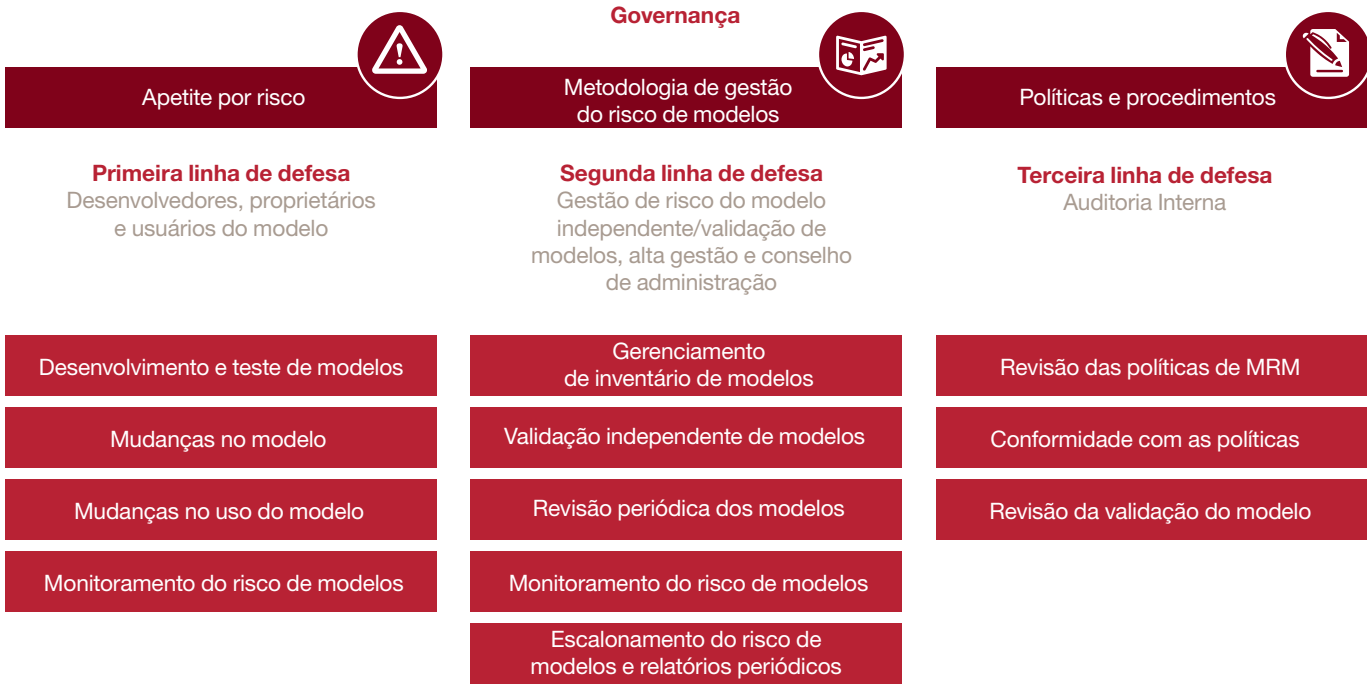 Governança
Apetite por risco
Metodologia de gestão
do risco de modelos
Políticas e procedimentos
Primeira linha de defesa
Desenvolvedores, proprietários
e usuários do modelo
Segunda linha de defesa
Gestão de risco do modelo
independente/validação de
modelos, alta gestão e conselho
de administração
Terceira linha de defesa
Auditoria Interna
Desenvolvimento e teste de modelos
Mudanças no modelo
Mudanças no uso do modelo
Monitoramento do risco de modelos
Gerenciamento
de inventário de modelos
Validação independente de modelos
Revisão periódica dos modelos
Monitoramento do risco de modelos
Escalonamento do risco de
modelos e relatórios periódicos
Revisão das políticas de MRM
Conformidade com as políticas
Revisão da validação do modelo